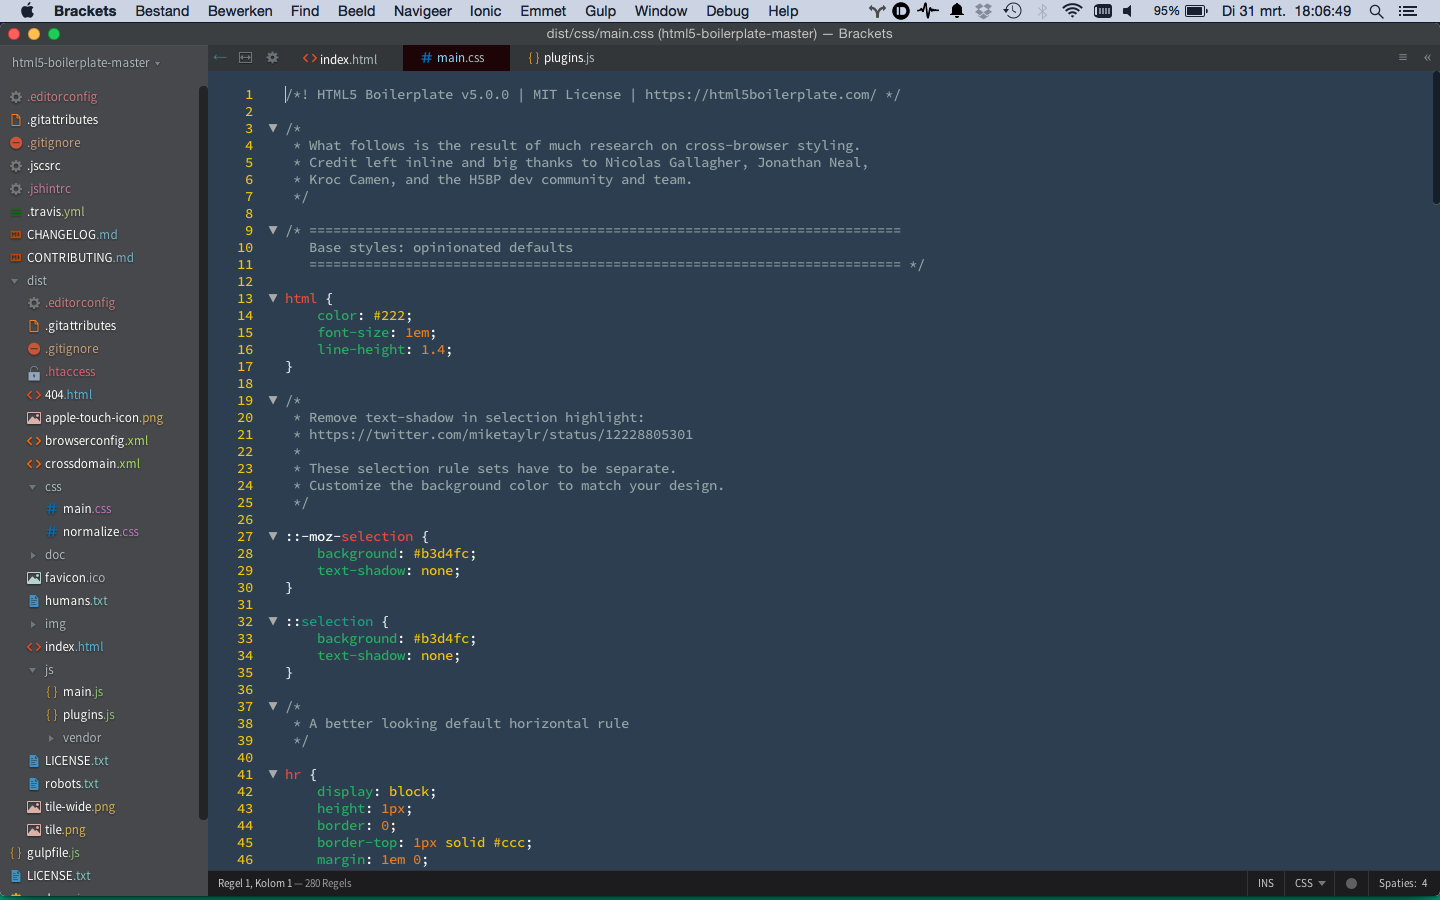 Brackets Bestand Bewerken Find Beeld Navigeer Ionic Emmet Gulp Window Debug Help 95% Di 31 mrt. 18:06:49
dist/css/main.css (html5-boilerplate-master) — Brackets
html5-boilerplate-master
index.html
# main.css
{ } plugins.js
.editorconfig
.gitattributes
.gitignore
.jscsrc
.jshintrc
.travis.yml
CHANGELOG.md
CONTRIBUTING.md
dist
.editorconfig
.gitattributes
.gitignore
.htaccess
404.html
apple-touch-icon.png
browserconfig.xml
crossdomain.xml
css
# main.css
# normalize.css
doc
favicon.ico
humans.txt
img
index.html
js
{ } main.js
{ } plugins.js
vendor
LICENSE.txt
robots.txt
tile-wide.png
tile.png
{ } gulpfile.js
LICENSE.txt
1 /*! HTML5 Boilerplate v5.0.0 | MIT License | https://html5boilerplate.com/ */
2
3 /*
4 * What follows is the result of much research on cross-browser styling.
5 * Credit left inline and big thanks to Nicolas Gallagher, Jonathan Neal,
6 * Kroc Camen, and the H5BP dev community and team.
7 */
8
9 /* ==========================================================================
10 Base styles: opinionated defaults
11 ========================================================================== */
12
13 html {
14 color: #222;
15 font-size: 1em;
16 line-height: 1.4;
17 }
18
19 /*
20 * Remove text-shadow in selection highlight:
21 * https://twitter.com/miketaylr/status/12228805301
22 *
23 * These selection rule sets have to be separate.
24 * Customize the background color to match your design.
25 */
26
27 ::-moz-selection {
28 background: #b3d4fc;
29 text-shadow: none;
30 }
31
32 ::selection {
33 background: #b3d4fc;
34 text-shadow: none;
35 }
36
37 /*
38 * A better looking default horizontal rule
39 */
40
41 hr {
42 display: block;
43 height: 1px;
44 border: 0;
45 border-top: 1px solid #ccc;
46 margin: 1em 0;
Regel 1, Kolom 1 — 280 Regels
INS CSS Spaties: 4